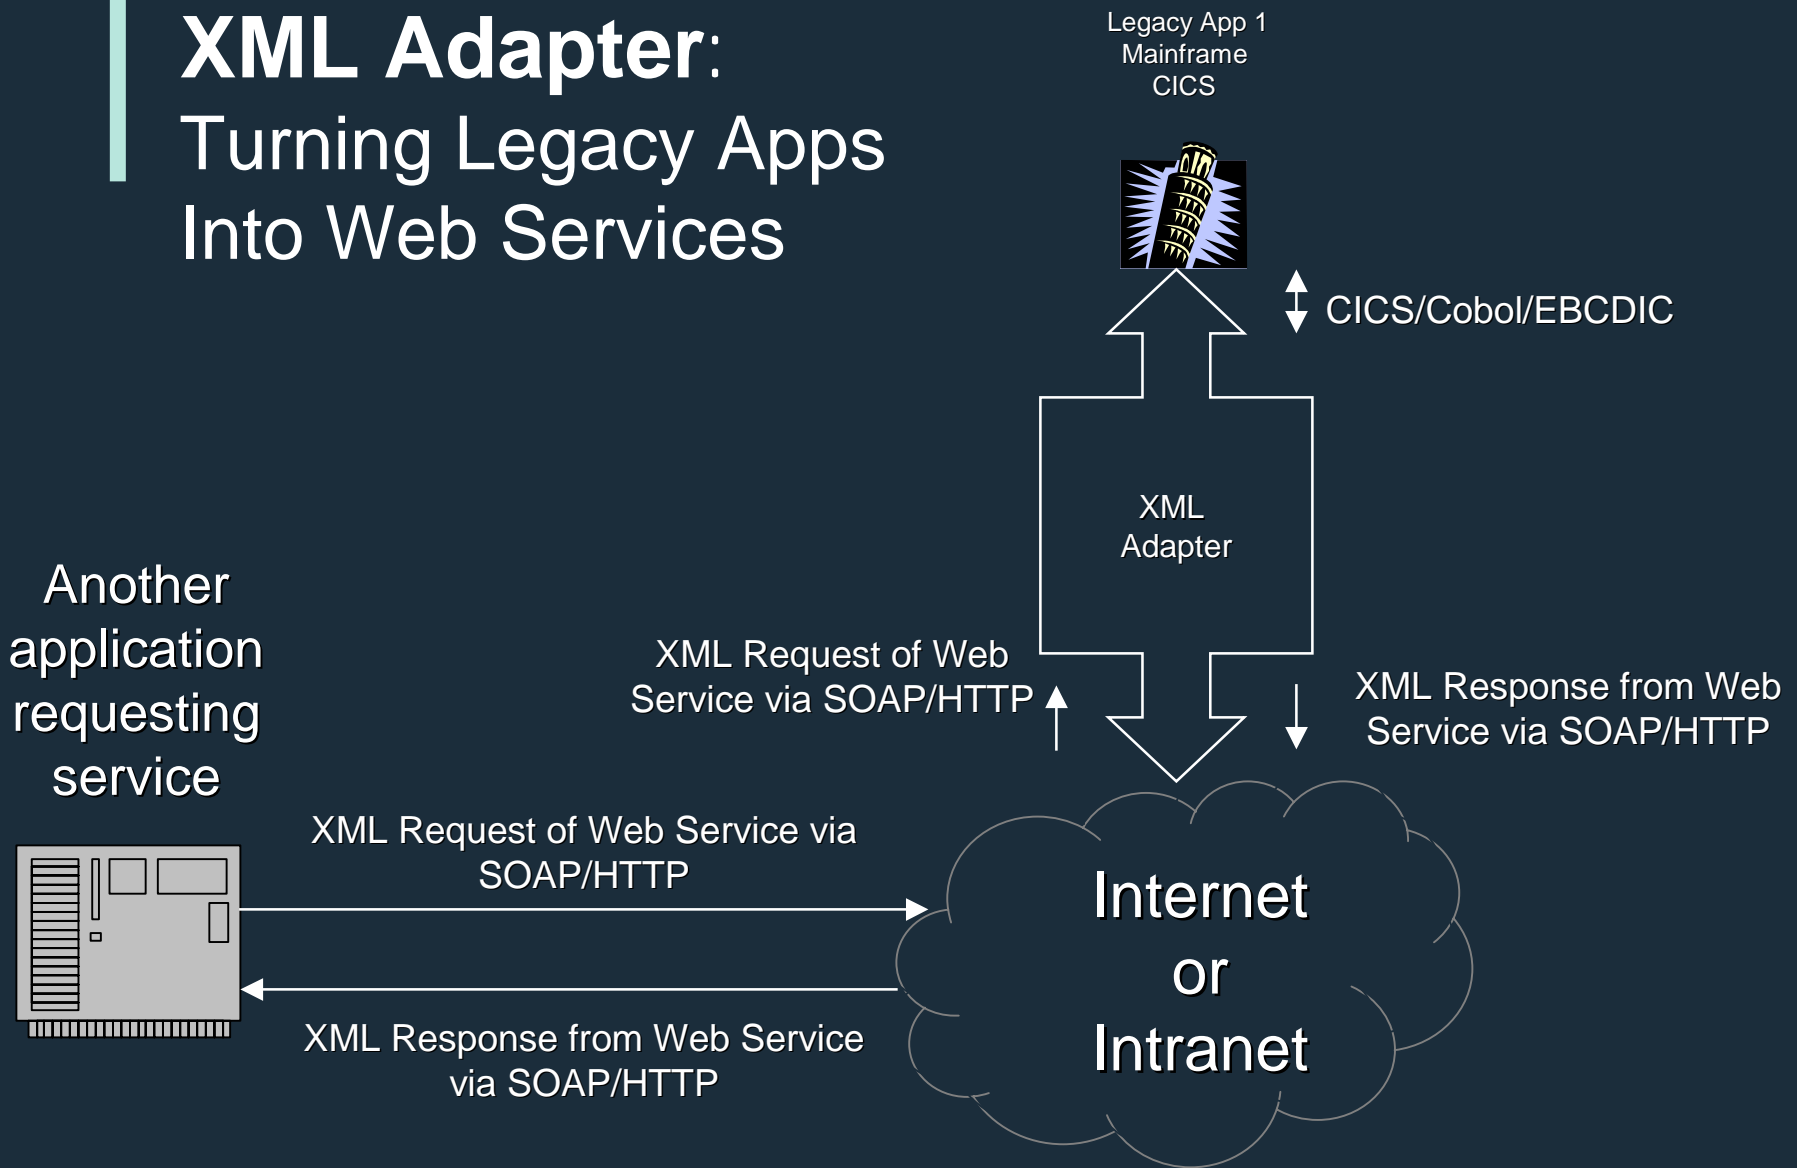 XML Adapter:
Turning Legacy Apps
Into Web Services
Legacy App 1
Mainframe
CICS
CICS/Cobol/EBCDIC
XML
Adapter
Another
application
requesting
service
XML Request of Web
Service via SOAP/HTTP
XML Response from Web
Service via SOAP/HTTP
XML Request of Web Service via
SOAP/HTTP
XML Response from Web Service
via SOAP/HTTP
Internet
or
Intranet